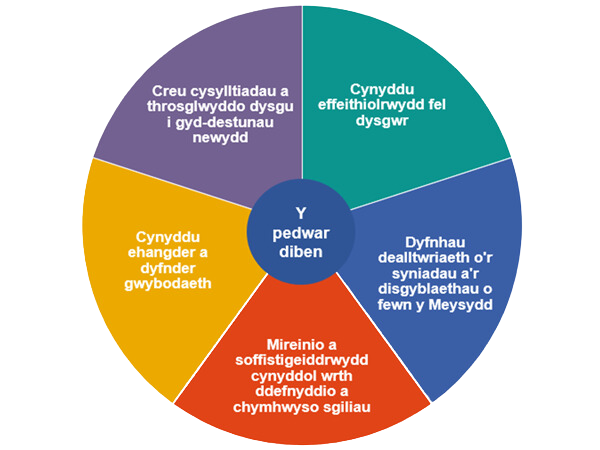 Creu cysylltiadau a
throsglwyddo dysgu
i gyd-destunau
newydd
Cynyddu
effeithiolrwydd fel
dysgwr
Y
pedwar
diben
Cynyddu
ehangder a
dyfnder
gwybodaeth
Dyfnhau
dealltwriaeth o'r
syniadau a'r
disgyblaethau o
fewn y Meysydd
Mireinio a
soffistigeiddrwydd
cynyddol wrth
ddefnyddio a
chymhwyso sgiliau